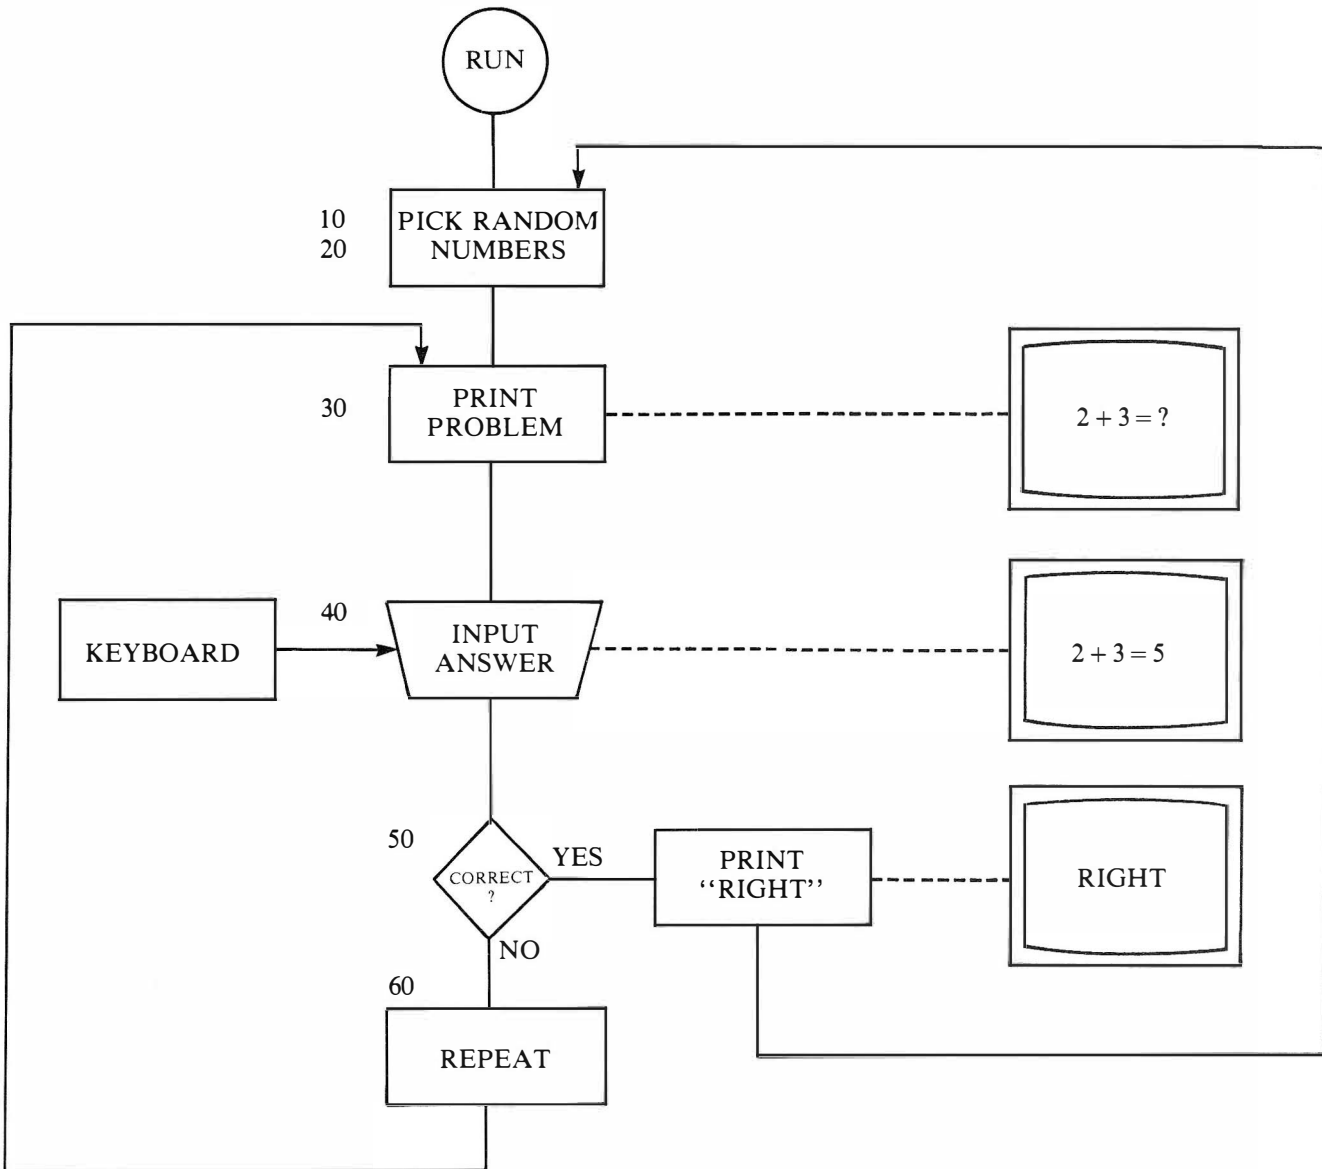 RUN
10
20
PICK RANDOM
NUMBERS
30
PRINT
PROBLEM
2 + 3 = ?
KEYBOARD
40
INPUT
ANSWER
2 + 3 = 5
50
CORRECT
?
YES
NO
PRINT
‘‘RIGHT’’
RIGHT
60
REPEAT